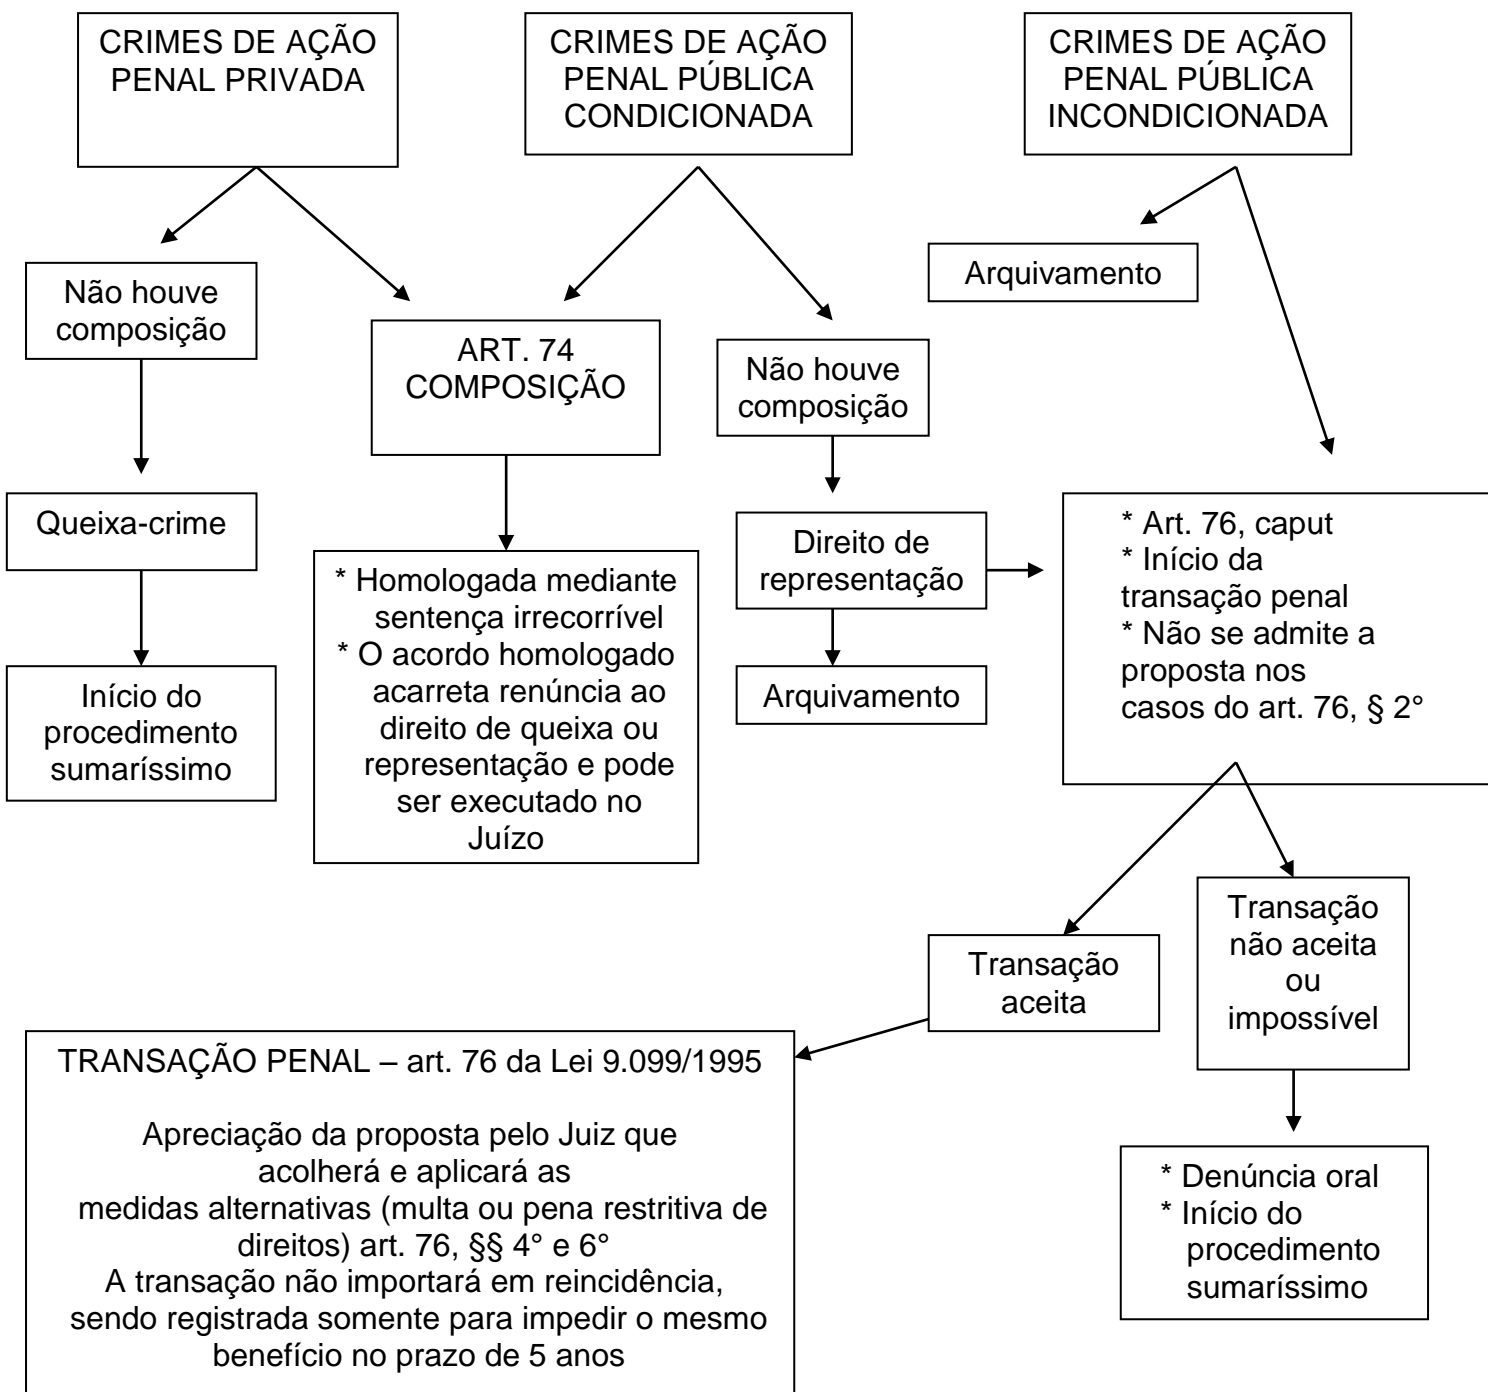 CRIMES DE AÇÃO
PENAL PRIVADA
CRIMES DE AÇÃO
PENAL PÚBLICA
CONDICIONADA
CRIMES DE AÇÃO
PENAL PÚBLICA
INCONDICIONADA
Não houve
composição
ART. 74
COMPOSIÇÃO
Não houve
composição
Arquivamento
Queixa-crime
Início do
procedimento
sumaríssimo
* Homologada mediante
sentença irrecorrível
* O acordo homologado
acarreta renúncia ao
direito de queixa ou
representação e pode
ser executado no
Juízo
Direito de
representação
Arquivamento
* Art. 76, caput
* Início da
transação penal
* Não se admite a
proposta nos
casos do art. 76, § 2°
Transação
aceita
Transação
não aceita
ou
impossível
TRANSAÇÃO PENAL – art. 76 da Lei 9.099/1995
Apreciação da proposta pelo Juiz que
acolherá e aplicará as
medidas alternativas (multa ou pena restritiva de
direitos) art. 76, §§ 4° e 6°
A transação não importará em reincidência,
sendo registrada somente para impedir o mesmo
benefício no prazo de 5 anos
* Denúncia oral
* Início do
procedimento
sumaríssimo